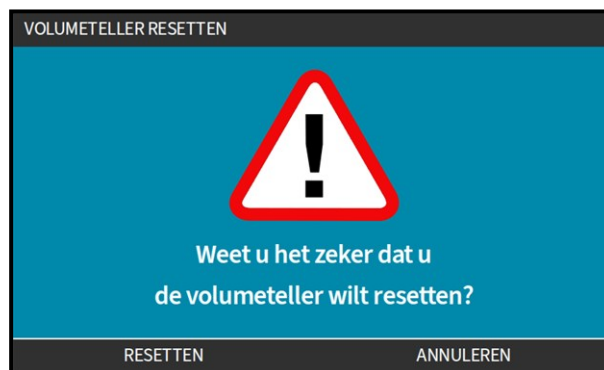 VOLUMETELLER RESETTEN
!
Weet u het zeker dat u
de volumeteller wilt resetten?
RESETTEN ANNULEREN